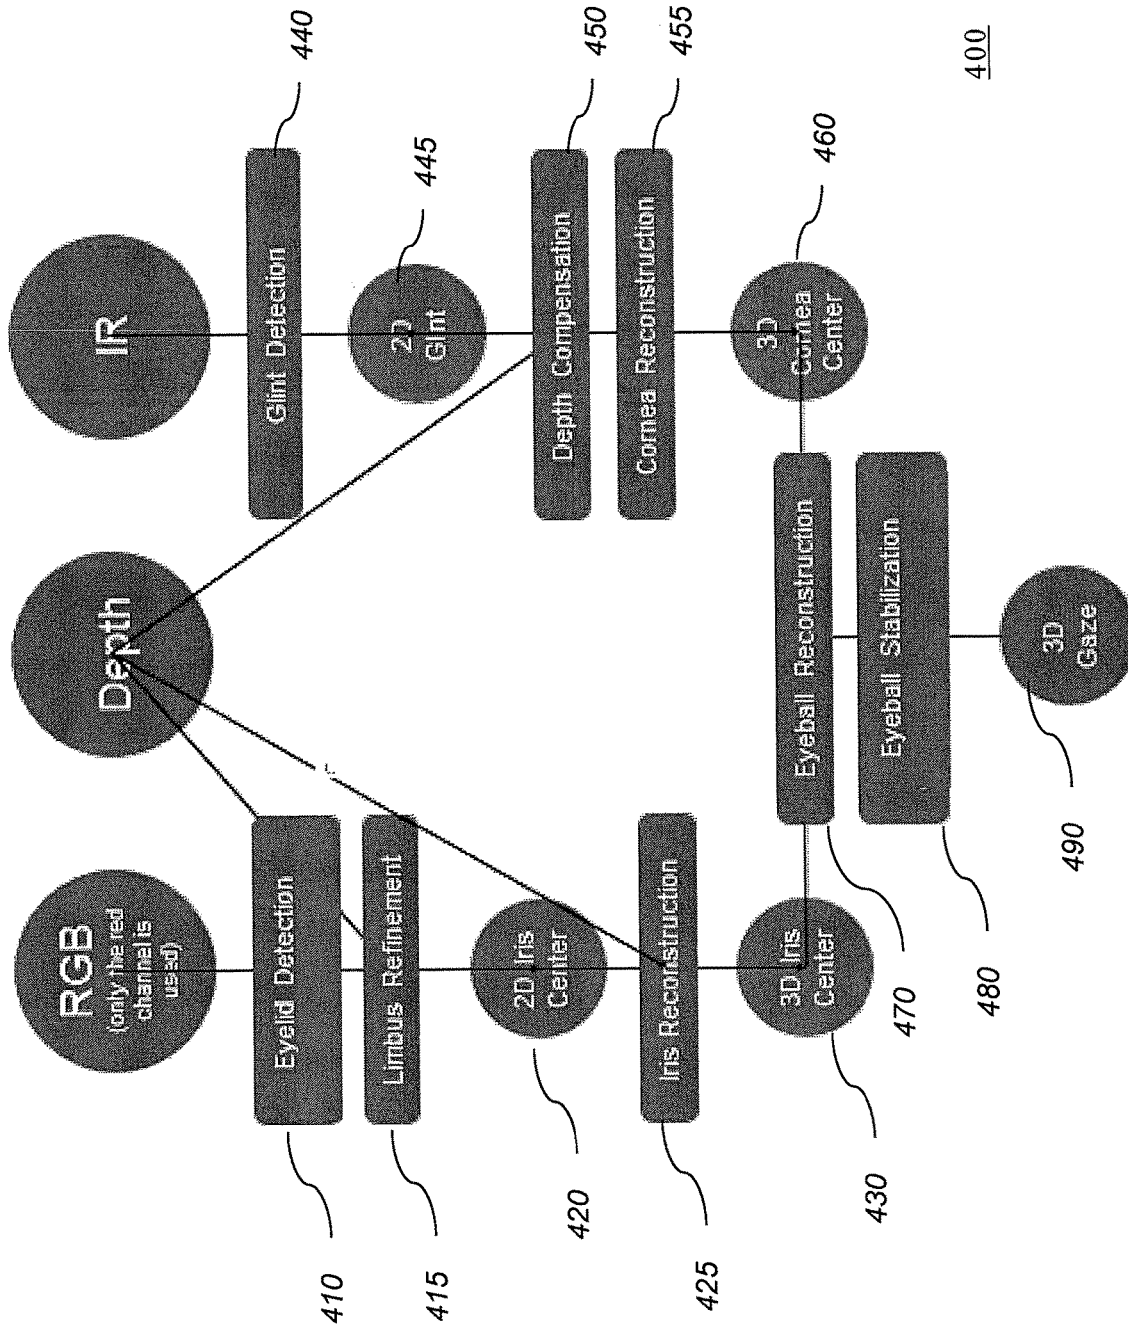 RGB
(only the red
channel is
used)
Depth
IR
410
Eyelid Detection
415
Limbus Refinement
420
2D Iris
Center
425
Iris Reconstruction
430
3D Iris
Center
440
Glint Detection
445
2D
Glint
450
Depth Compensation
455
Cornea Reconstruction
460
3D
Cornea
Center
470
Eyeball Reconstruction
480
Eyeball Stabilization
490
3D
Gaze
400